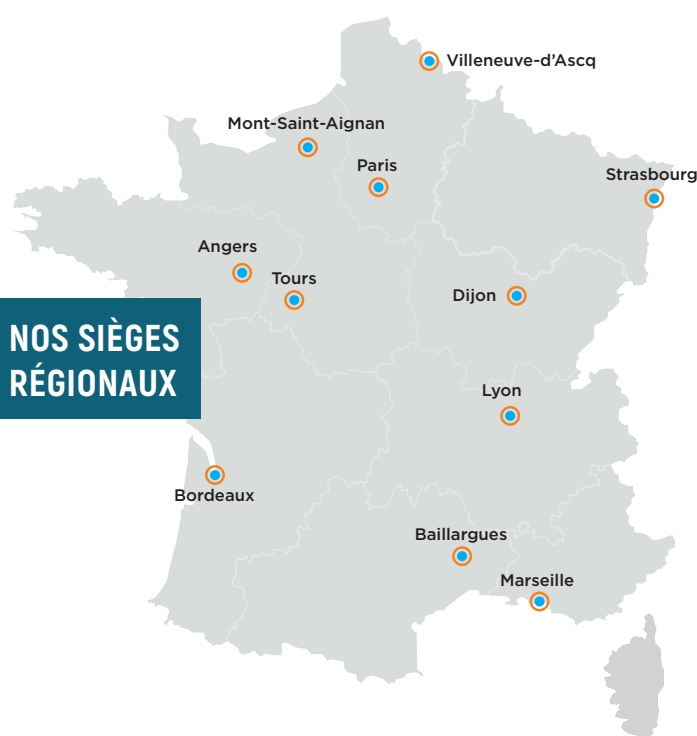 Villeneuve-d’Ascq
Mont-Saint-Aignan
Paris
Strasbourg
Angers
Tours
Dijon
NOS SIÈGES
RÉGIONAUX
Lyon
Bordeaux
Baillargues
Marseille